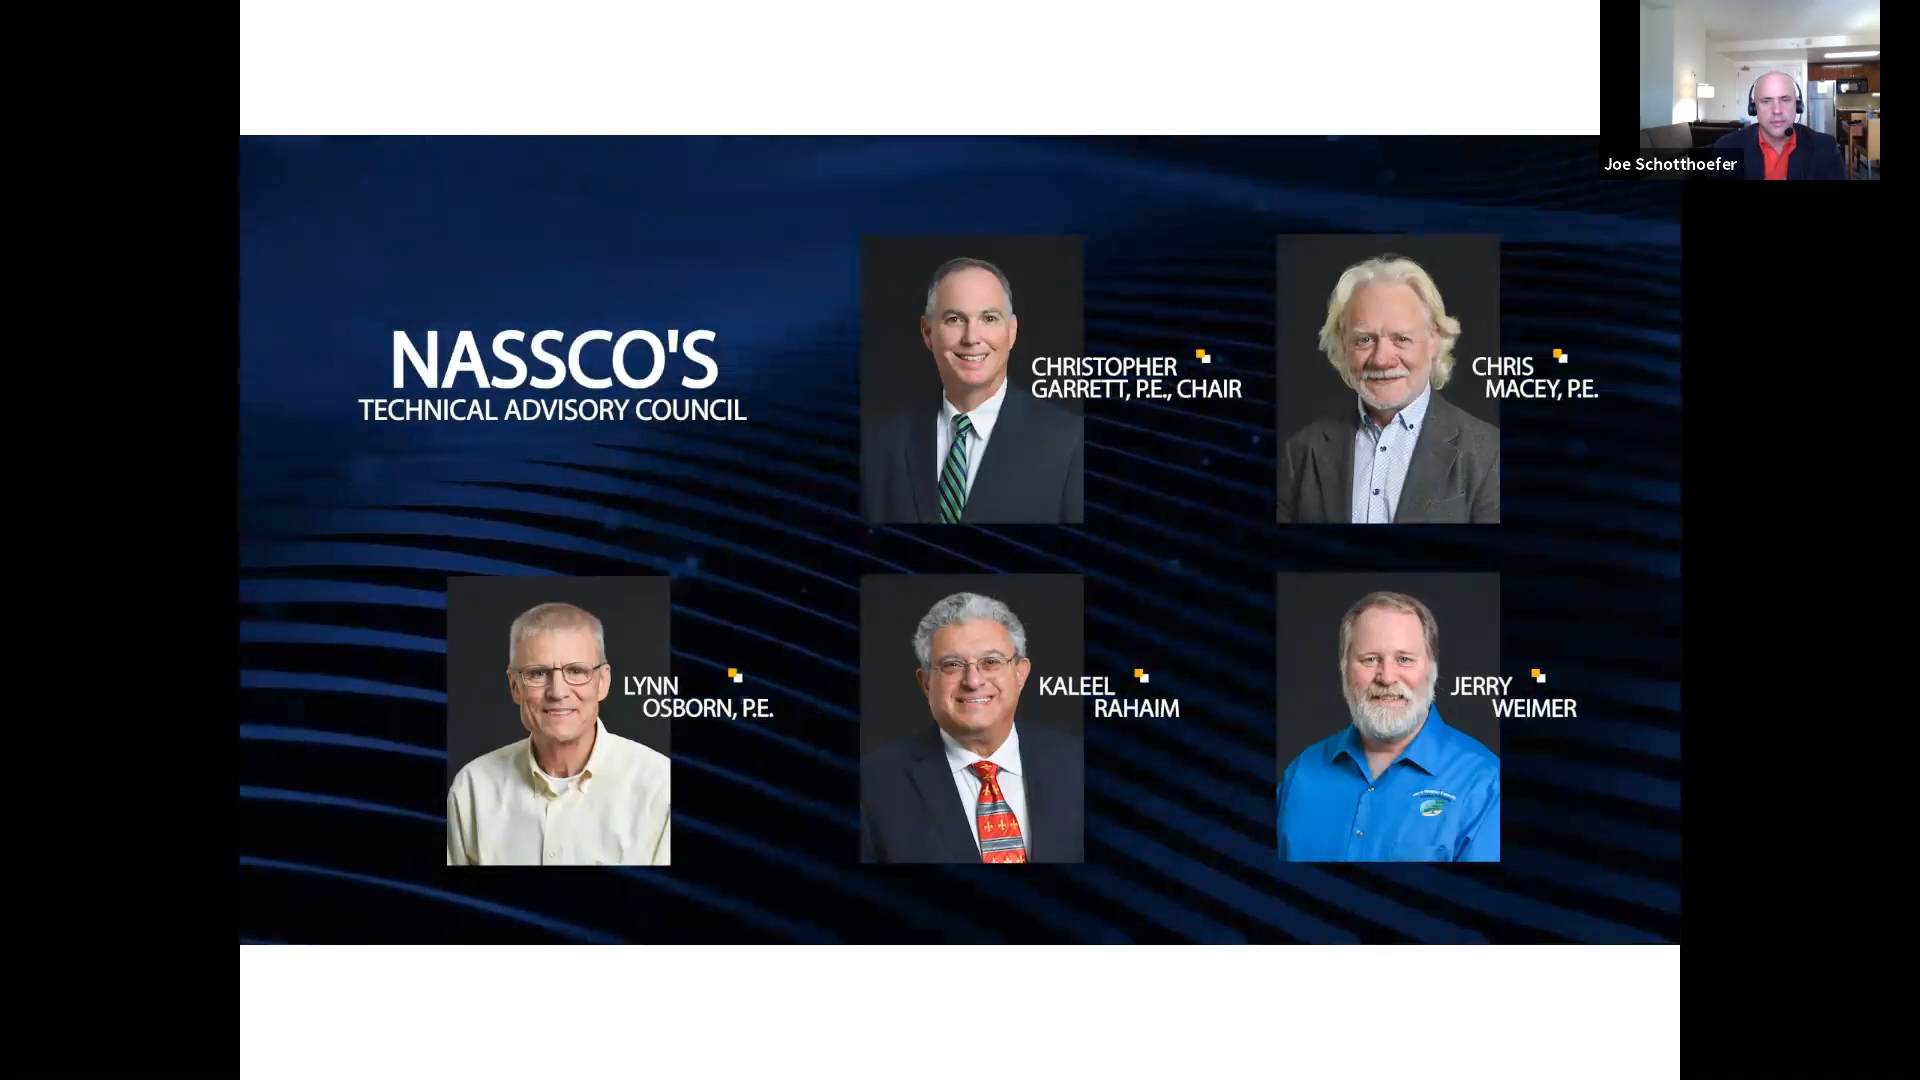 Joe Schotthoefer
NASSCO'S
TECHNICAL ADVISORY COUNCIL
CHRISTOPHER
GARRETT, P.E., CHAIR
CHRIS
MACEY, P.E.
LYNN
OSBORN, P.E.
KALEEL
RAHAIM
JERRY
WEIMER